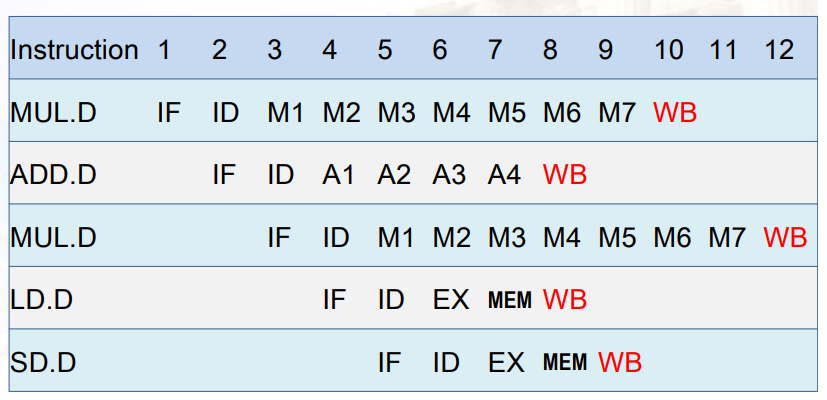 Instruction 1 2 3 4 5 6 7 8 9 10 11 12
MUL.D IF ID M1 M2 M3 M4 M5 M6 M7 WB
ADD.D IF ID A1 A2 A3 A4 WB
MUL.D IF ID M1 M2 M3 M4 M5 M6 M7 WB
LD.D IF ID EX MEM WB
SD.D IF ID EX MEM WB